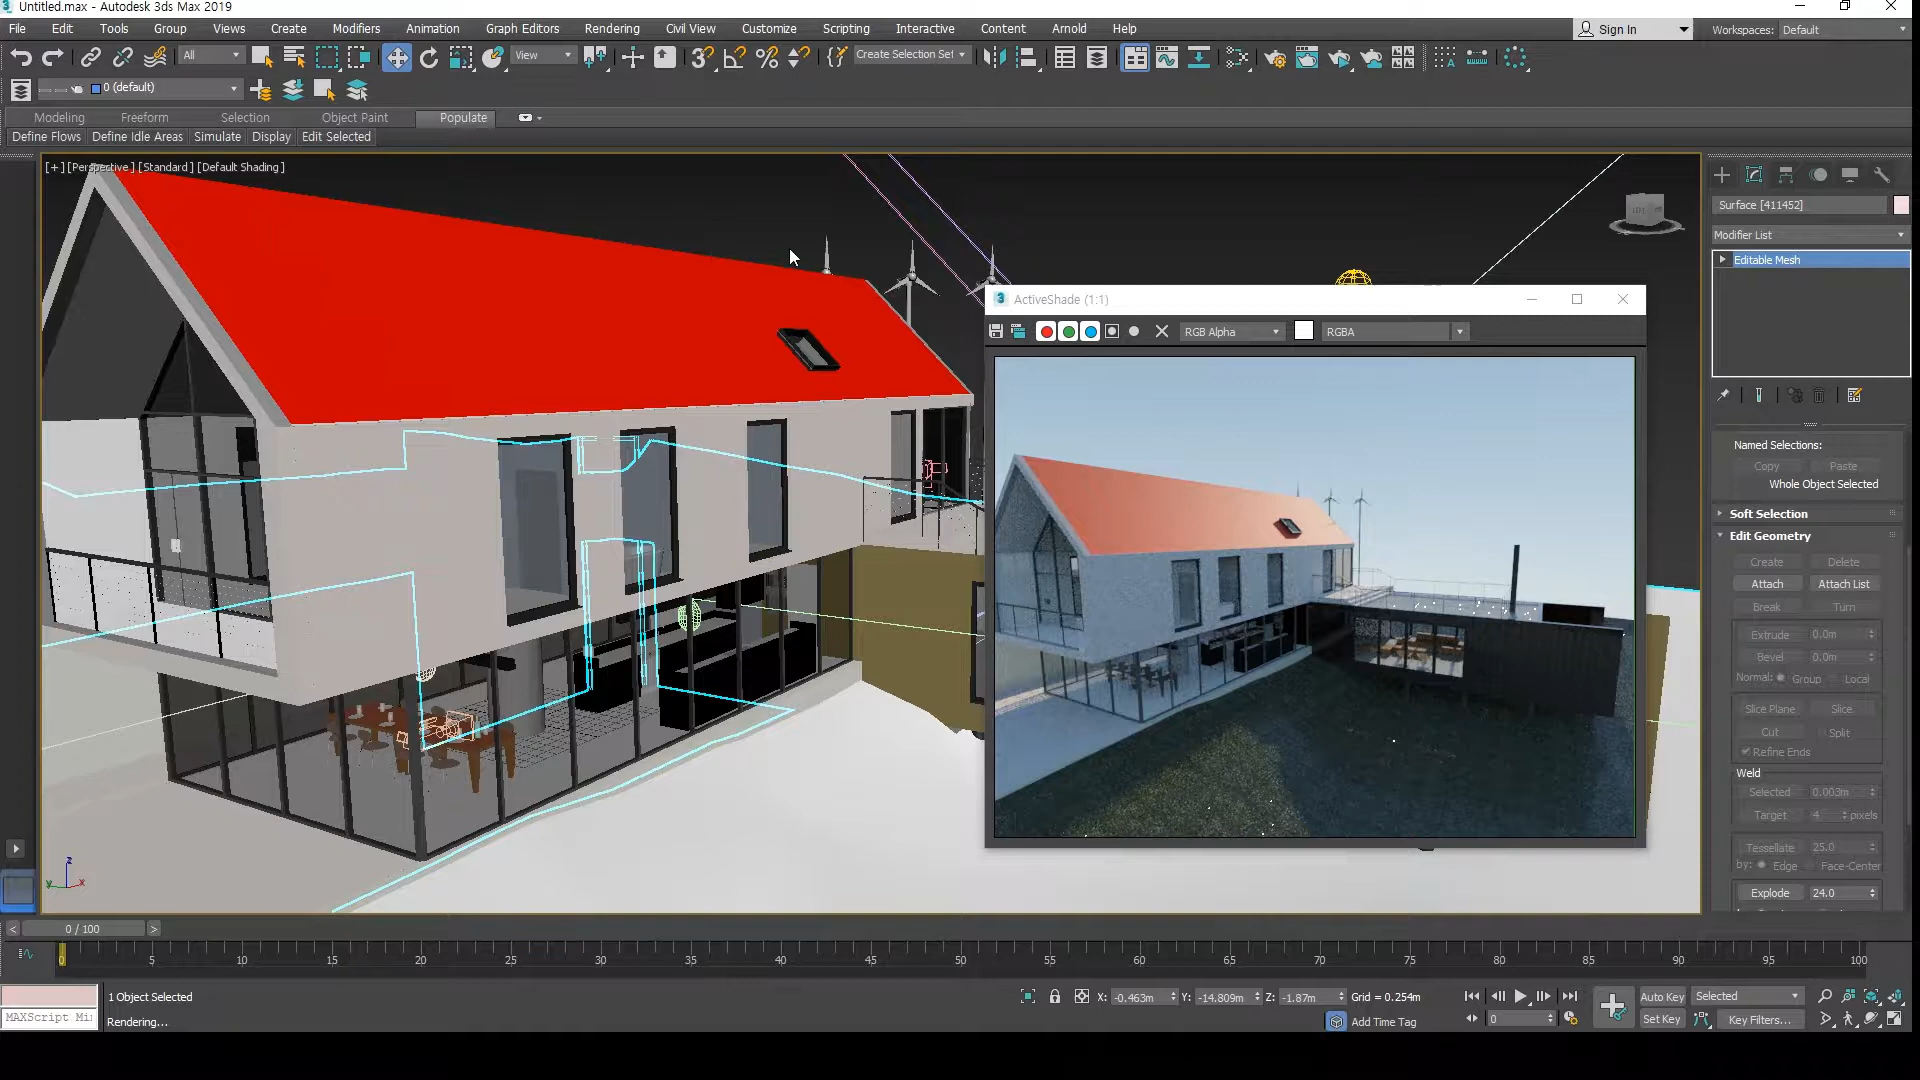 Untitled.max - Autodesk 3ds Max 2019
File Edit Tools Group Views Create Modifiers Animation Graph Editors Rendering Civil View Customize Scripting Interactive Content Arnold Help Sign In Workspaces: Default
All View Create Selection Set
0 (default)
Modeling Freeform Selection Object Paint Populate
Define Flows Define Idle Areas Simulate Display Edit Selected
[+] [Perspective] [Standard] [Default Shading]
Surface [411452]
Modifier List
Editable Mesh
3 ActiveShade (1:1)
RGB Alpha RGBA
Named Selections:
Copy Paste
Whole Object Selected
Soft Selection
Edit Geometry
Create Delete
Attach Attach List
Break Turn
Extrude 0.0m
Bevel 0.0m
Normal: Group Local
Slice Plane Slice
Cut Split
Refine Ends
Weld
Selected 0.003m
Target 4 pixels
Tessellate 25.0
by: Edge Face-Center
Explode 24.0
z
y x
< 0 / 100 >
0 5 10 15 20 25 30 35 40 45 50 55 60 65 70 75 80 85 90 95 100
1 Object Selected X: -0.463m Y: -14.809m Z: -1.87m Grid = 0.254m Auto Key Selected
MAXScript Mi Rendering... Add Time Tag 0 Set Key Key Filters...